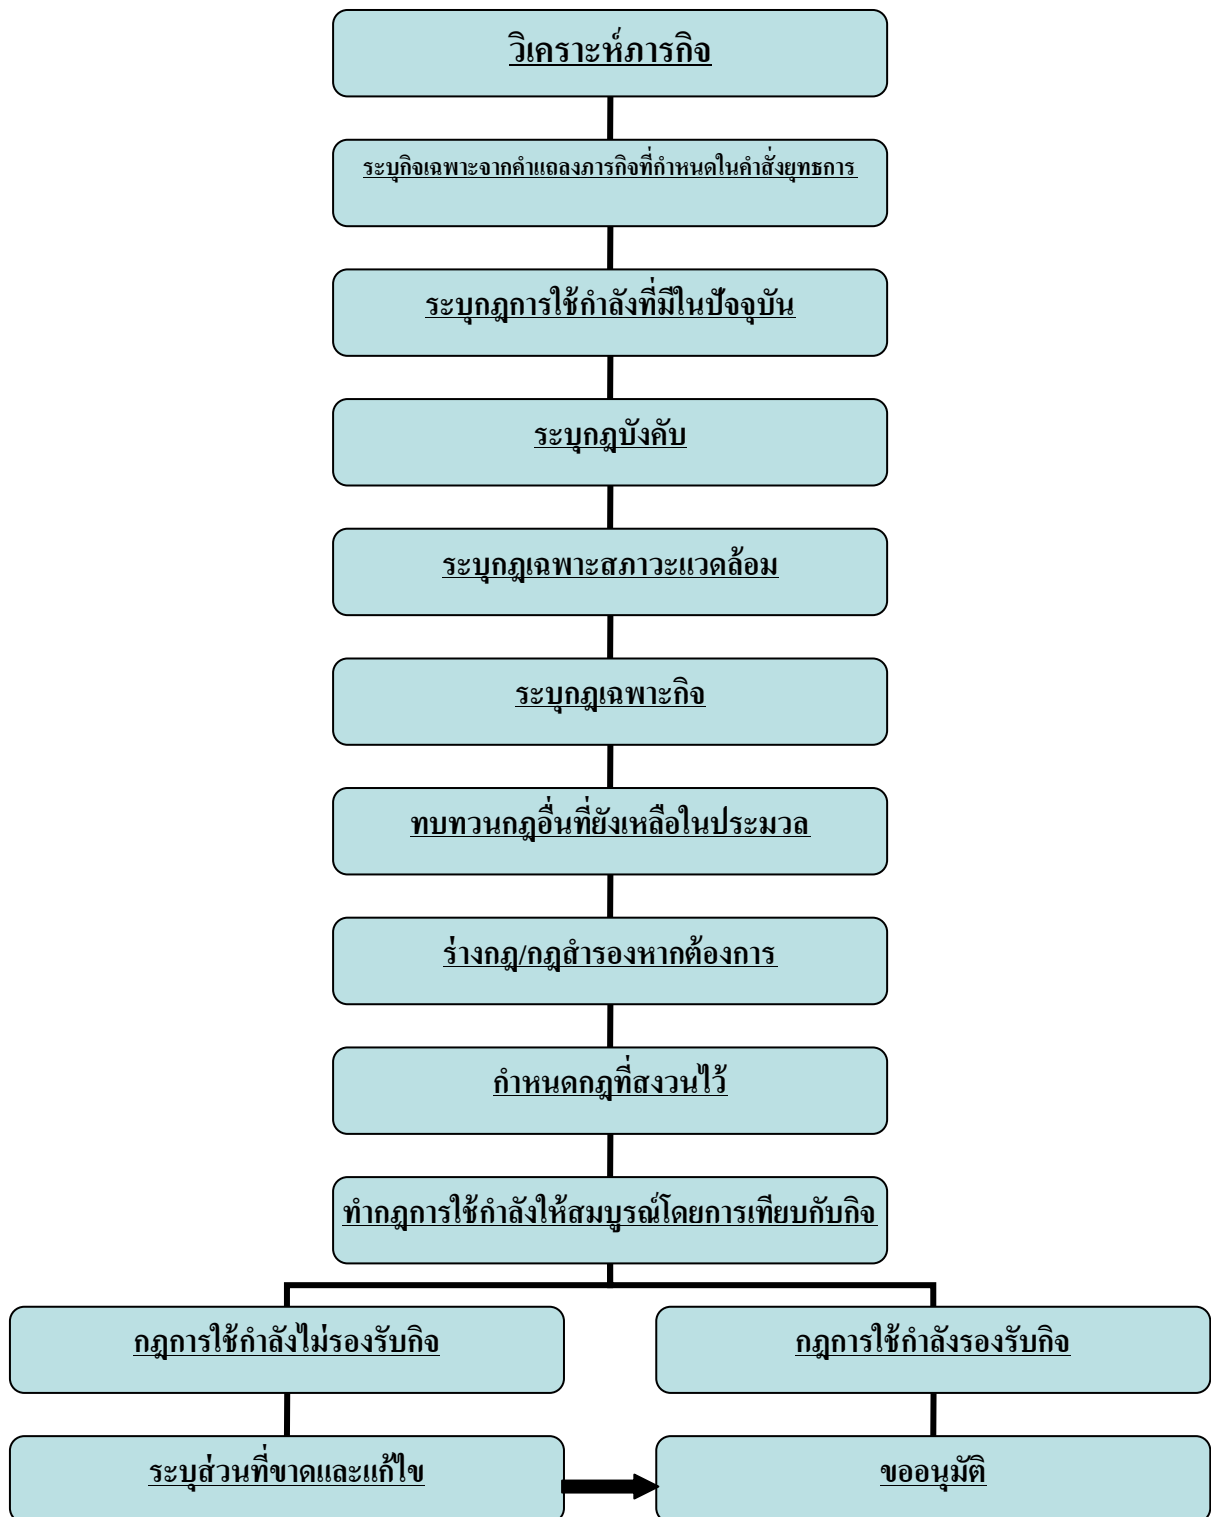 วิเคราะห์ภารกิจ
ระบุกิจเฉพาะจากคำแถลงภารกิจที่กำหนดในคำสั่งยุทธการ
ระบุกฎการใช้กำลังที่มีในปัจจุบัน
ระบุกฎบังคับ
ระบุกฎเฉพาะสภาวะแวดล้อม
ระบุกฎเฉพาะกิจ
ทบทวนกฎอื่นที่ยังเหลือในประมวล
ร่างกฎ/กฎสำรองหากต้องการ
กำหนดกฎที่สงวนไว้
ทำกฎการใช้กำลังให้สมบูรณ์โดยการเทียบกับกิจ
กฎการใช้กำลังไม่รองรับกิจ
กฎการใช้กำลังรองรับกิจ
ระบุส่วนที่ขาดและแก้ไข
ขออนุมัติ